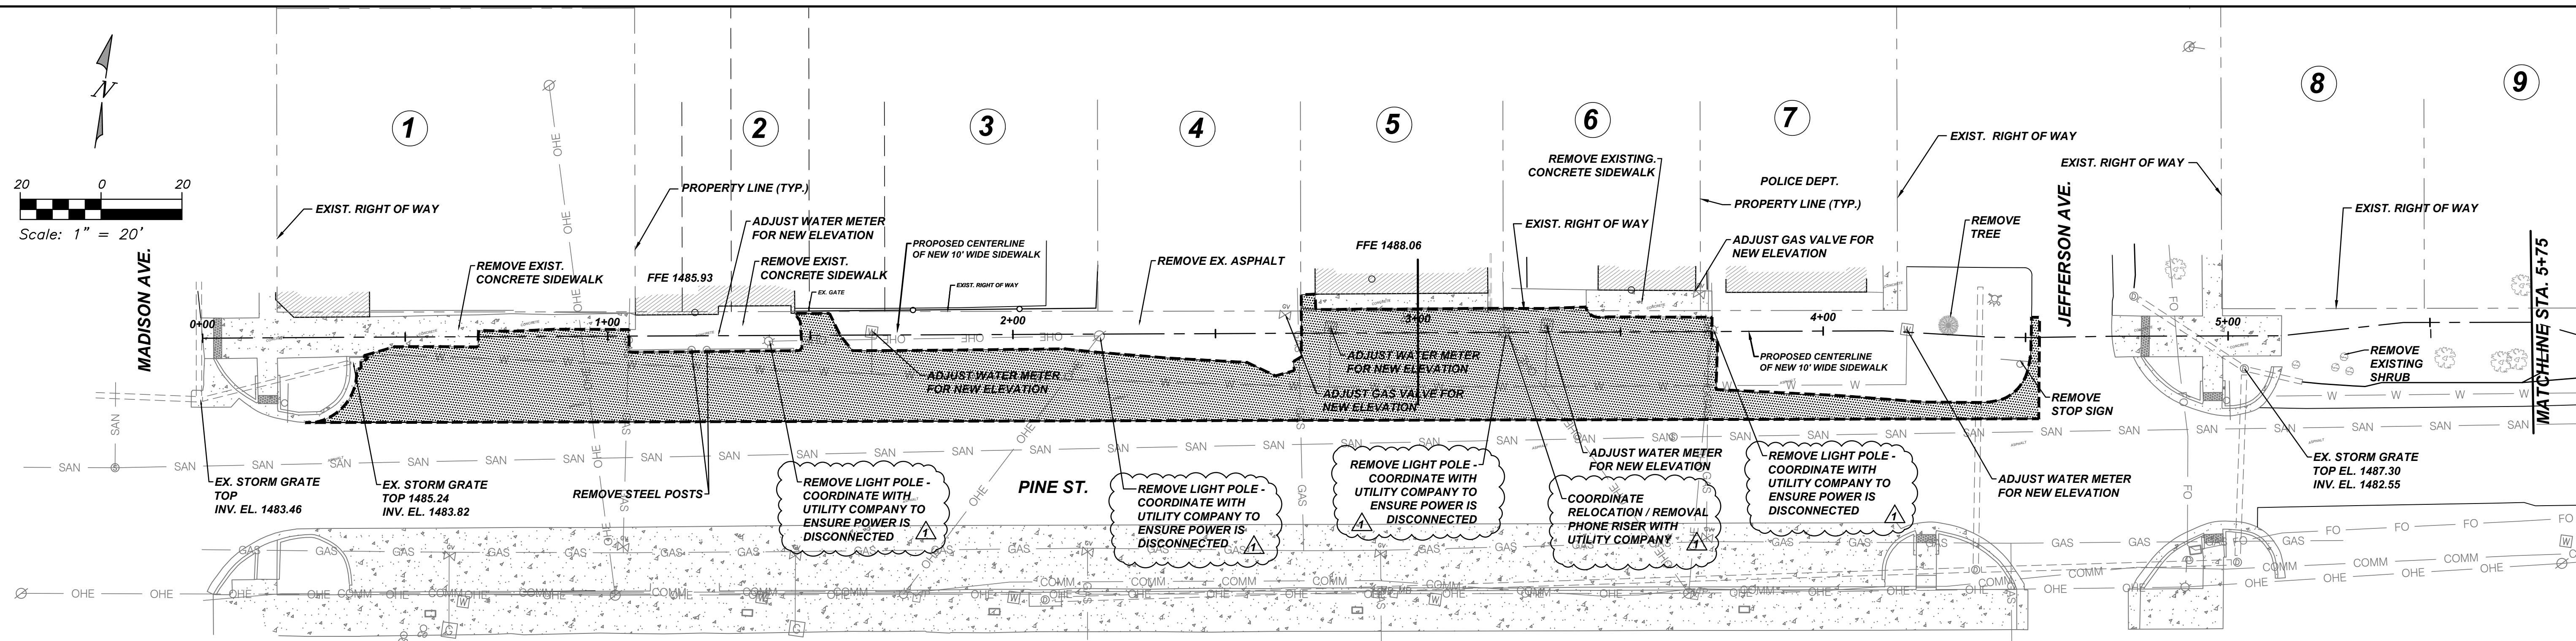 1
2
3
4
5
6
7
8
9
N
20 0 20
Scale: 1" = 20'
MADISON AVE.
EXIST. RIGHT OF WAY
PROPERTY LINE (TYP.)
REMOVE EXIST.
CONCRETE SIDEWALK
FFE 1485.93
ADJUST WATER METER
FOR NEW ELEVATION
REMOVE EXIST.
CONCRETE SIDEWALK
EX. GATE
PROPOSED CENTERLINE
OF NEW 10' WIDE SIDEWALK
EXIST. RIGHT OF WAY
REMOVE EX. ASPHALT
FFE 1488.06
REMOVE EXISTING.
CONCRETE SIDEWALK
EXIST. RIGHT OF WAY
POLICE DEPT.
PROPERTY LINE (TYP.)
ADJUST GAS VALVE FOR
NEW ELEVATION
EXIST. RIGHT OF WAY
REMOVE
TREE
JEFFERSON AVE.
EXIST. RIGHT OF WAY
EXIST. RIGHT OF WAY
MATCHLINE STA. 5+75
0+00
1+00
2+00
3+00
4+00
5+00
ADJUST WATER METER
FOR NEW ELEVATION
ADJUST WATER METER
FOR NEW ELEVATION
ADJUST GAS VALVE FOR
NEW ELEVATION
PROPOSED CENTERLINE
OF NEW 10' WIDE SIDEWALK
REMOVE
STOP SIGN
REMOVE
EXISTING
SHRUB
EX. STORM GRATE
TOP
INV. EL. 1483.46
EX. STORM GRATE
TOP 1485.24
INV. EL. 1483.82
REMOVE STEEL POSTS
REMOVE LIGHT POLE -
COORDINATE WITH
UTILITY COMPANY TO
ENSURE POWER IS
DISCONNECTED
1
PINE ST.
REMOVE LIGHT POLE -
COORDINATE WITH
UTILITY COMPANY TO
ENSURE POWER IS
DISCONNECTED
1
REMOVE LIGHT POLE -
COORDINATE WITH
UTILITY COMPANY TO
ENSURE POWER IS
DISCONNECTED
1
ADJUST WATER METER
FOR NEW ELEVATION
COORDINATE
RELOCATION / REMOVAL
PHONE RISER WITH
UTILITY COMPANY
1
REMOVE LIGHT POLE -
COORDINATE WITH
UTILITY COMPANY TO
ENSURE POWER IS
DISCONNECTED
1
ADJUST WATER METER
FOR NEW ELEVATION
EX. STORM GRATE
TOP EL. 1487.30
INV. EL. 1482.55
SAN
OHE
GAS
COMM
FO
W